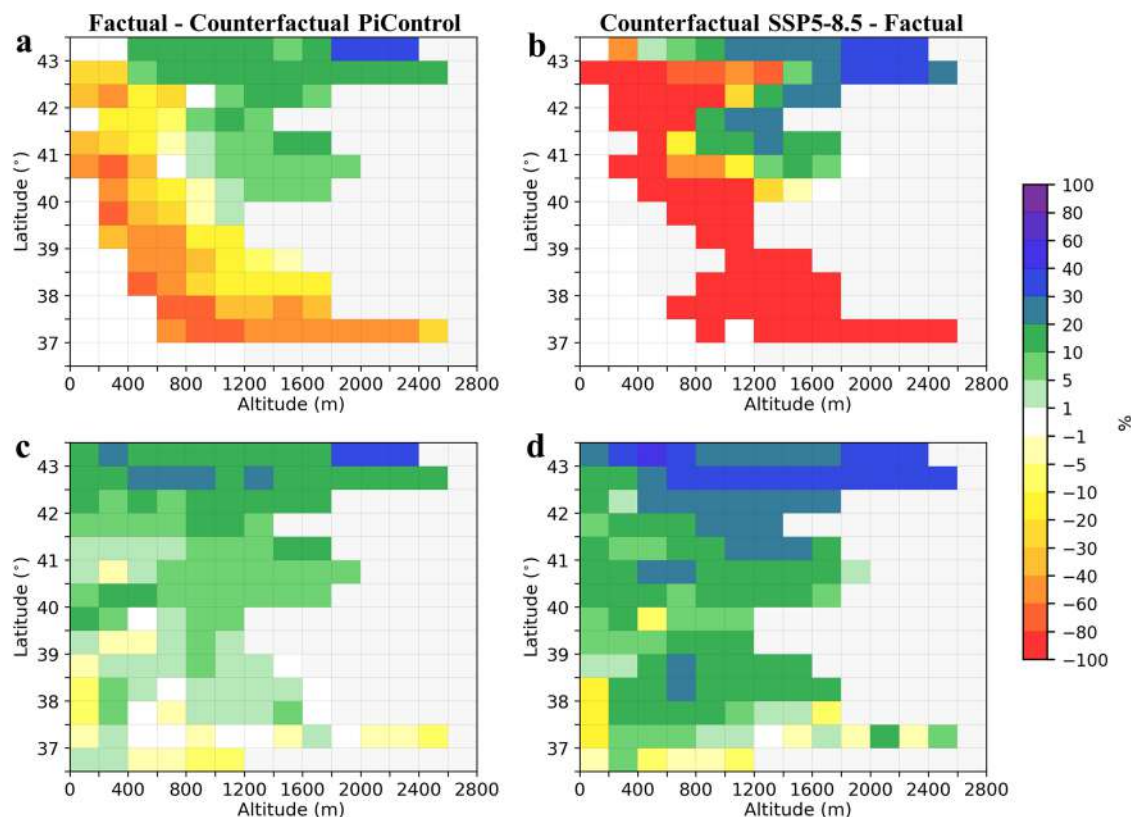 Factual - Counterfactual PiControl
Counterfactual SSP5-8.5 - Factual
a
b
43
42
41
40
39
38
37
Latitude (°)
0 400 800 1200 1600 2000 2400 2800
Altitude (m)
43
42
41
40
39
38
37
Latitude (°)
0 400 800 1200 1600 2000 2400 2800
Altitude (m)
100
80
60
40
30
20
10
5
1
−1
−5
−10
−20
−30
−40
−60
−80
−100
%
c
d
43
42
41
40
39
38
37
Latitude (°)
0 400 800 1200 1600 2000 2400 2800
Altitude (m)
43
42
41
40
39
38
37
Latitude (°)
0 400 800 1200 1600 2000 2400 2800
Altitude (m)